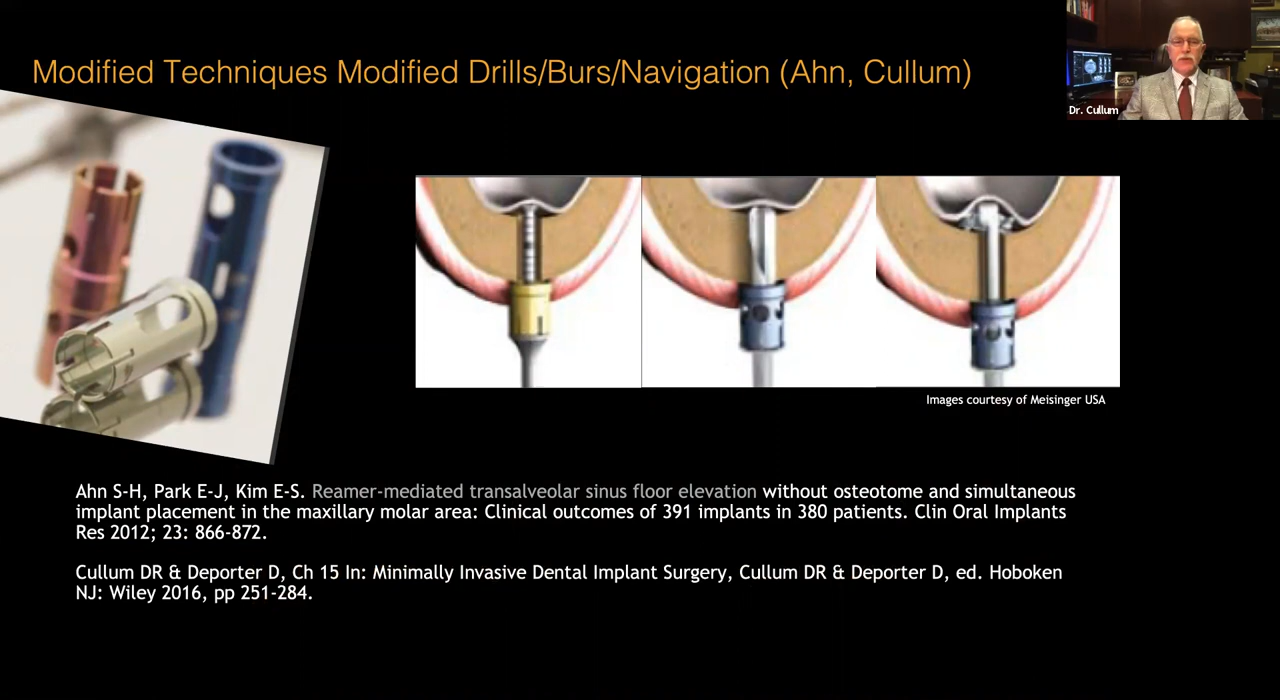 Modified Techniques Modified Drills/Burs/Navigation (Ahn, Cullum)
Dr. Cullum
Images courtesy of Meisinger USA
Ahn S-H, Park E-J, Kim E-S. Reamer-mediated transalveolar sinus floor elevation without osteotome and simultaneous
implant placement in the maxillary molar area: Clinical outcomes of 391 implants in 380 patients. Clin Oral Implants
Res 2012; 23: 866-872.
Cullum DR & Deporter D, Ch 15 In: Minimally Invasive Dental Implant Surgery, Cullum DR & Deporter D, ed. Hoboken
NJ: Wiley 2016, pp 251-284.